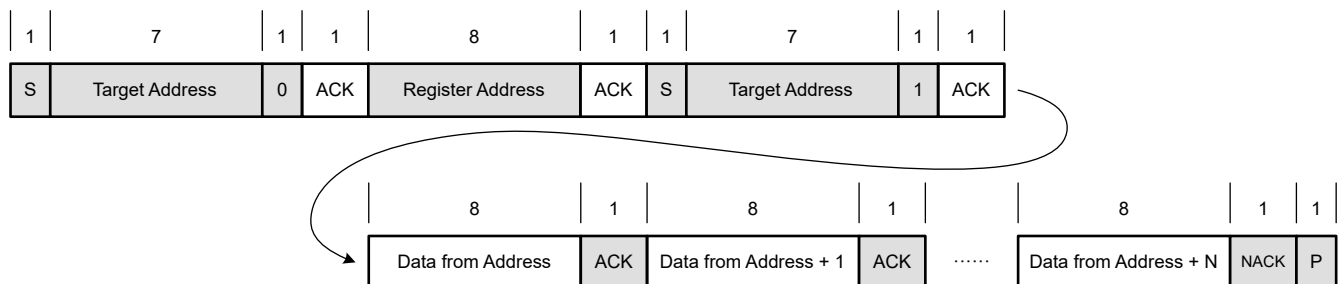 1 7 1 1 8 1 1 7 1 1
S Target Address 0 ACK Register Address ACK S Target Address 1 ACK
8 1 8 1 8 1 1
Data from Address ACK Data from Address + 1 ACK ...... Data from Address + N NACK P